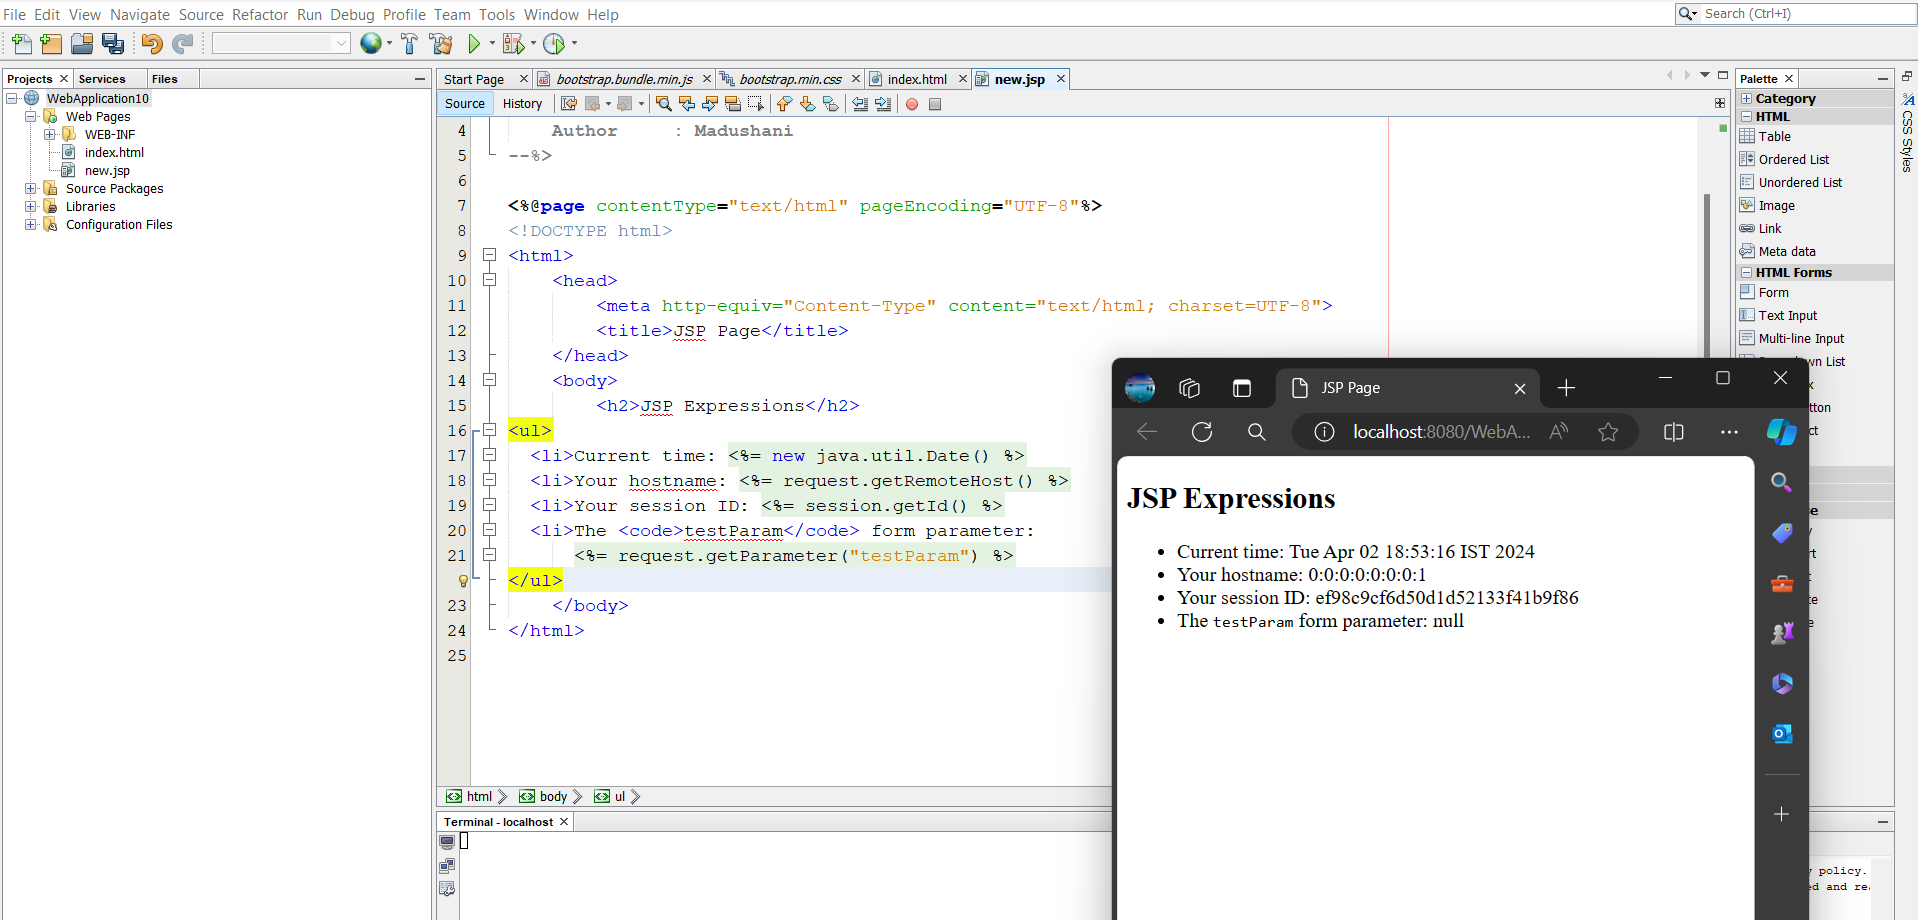 File Edit View Navigate Source Refactor Run Debug Profile Team Tools Window Help
Search (Ctrl+I)
Projects Services Files
WebApplication10
Web Pages
WEB-INF
index.html
new.jsp
Source Packages
Libraries
Configuration Files
Start Page bootstrap.bundle.min.js bootstrap.min.css index.html new.jsp
Source History
4 Author : Madushani
5 --%>
6
7 <%@page contentType="text/html" pageEncoding="UTF-8"%>
8 <!DOCTYPE html>
9 <html>
10 <head>
11 <meta http-equiv="Content-Type" content="text/html; charset=UTF-8">
12 <title>JSP Page</title>
13 </head>
14 <body>
15 <h2>JSP Expressions</h2>
16 <ul>
17 <li>Current time: <%= new java.util.Date() %>
18 <li>Your hostname: <%= request.getRemoteHost() %>
19 <li>Your session ID: <%= session.getId() %>
20 <li>The <code>testParam</code> form parameter:
21 <%= request.getParameter("testParam") %>
</ul>
23 </body>
24 </html>
25
html body ul
Terminal - localhost
Palette
Category
HTML
Table
Ordered List
Unordered List
Image
Link
Meta data
HTML Forms
Form
Text Input
Multi-line Input
wn List
tton
CSS Styles
JSP Page
localhost:8080/WebA...
JSP Expressions
• Current time: Tue Apr 02 18:53:16 IST 2024
• Your hostname: 0:0:0:0:0:0:0:1
• Your session ID: ef98c9cf6d50d1d52133f41b9f86
• The testParam form parameter: null
policy.
ed and re